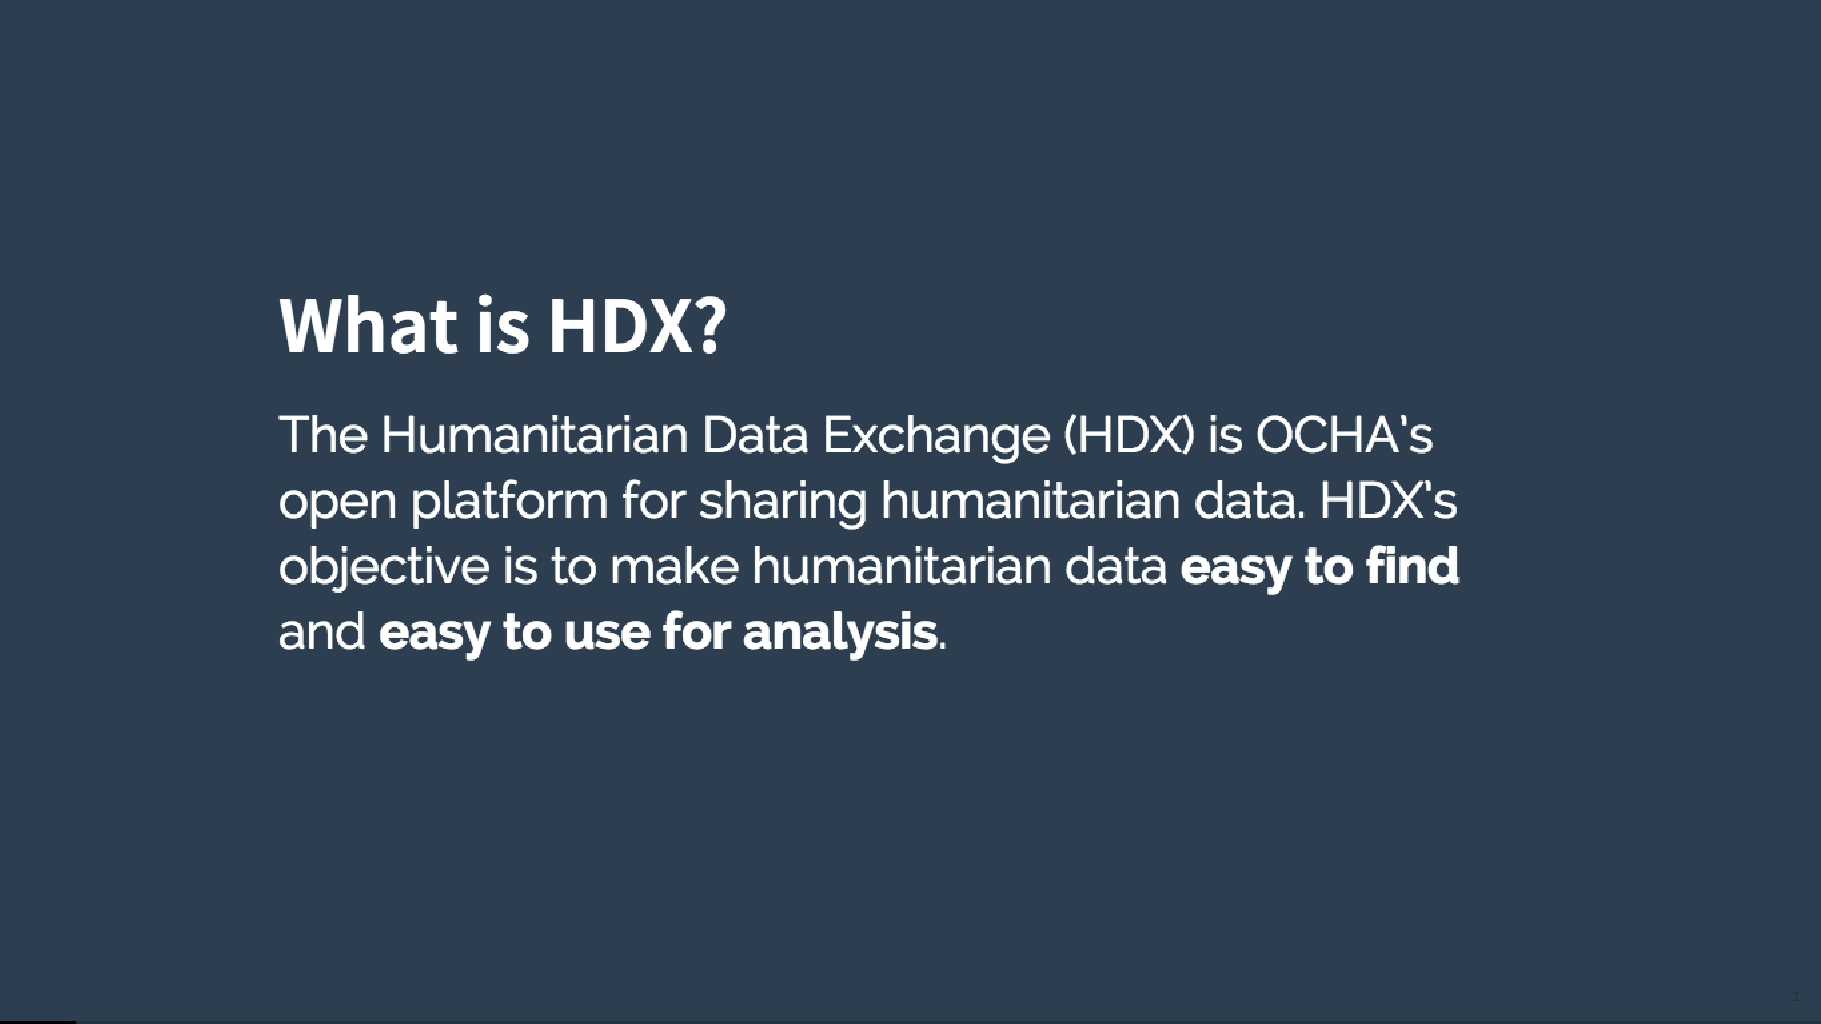 What is HDX?
The Humanitarian Data Exchange (HDX) is OCHA's
open platform for sharing humanitarian data. HDX's
objective is to make humanitarian data easy to find
and easy to use for analysis.
1